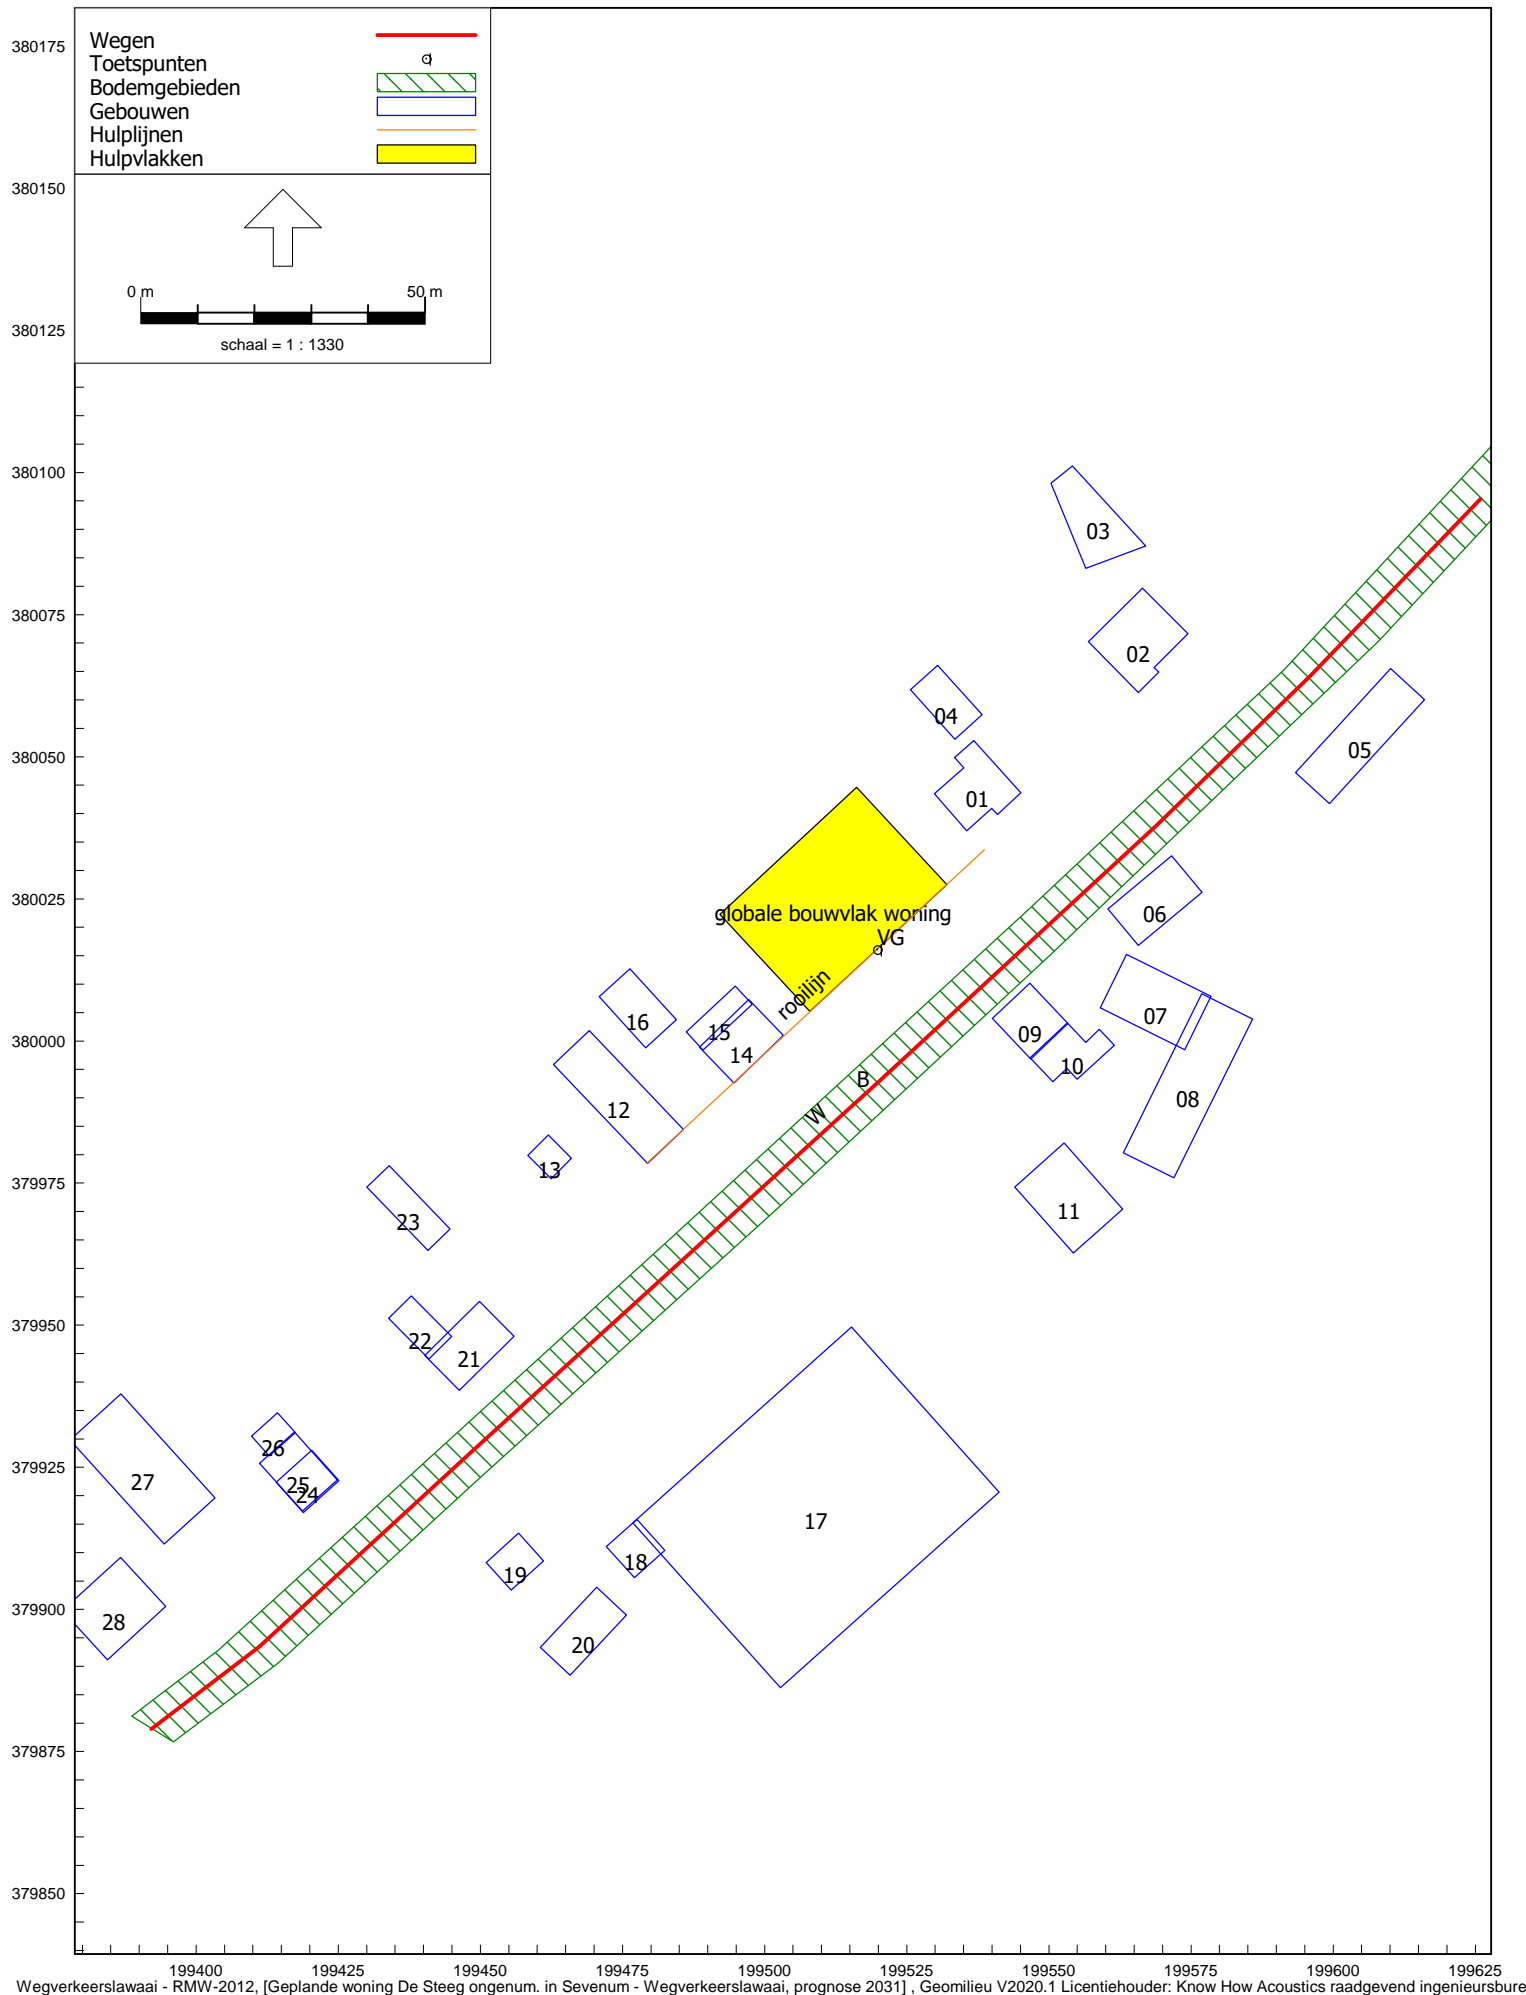 Wegen
Toetspunten
Bodemgebieden
Gebouwen
Hulplijnen
Hulpvlakken
0 m 50 m
schaal = 1 : 1330
380175
380150
380125
380100
380075
380050
380025
380000
379975
379950
379925
379900
379875
379850
03
02
04
05
01
globale bouwvlak woning
06
VG
rooilijn
16
15
14
09
07
10
B
W
08
12
13
11
23
22
21
26
27
25
24
17
18
19
28
20
199400 199425 199450 199475 199500 199525 199550 199575 199600 199625
Wegverkeerslawaai - RMW-2012, [Geplande woning De Steeg ongenum. in Sevenum - Wegverkeerslawaai, prognose 2031] , Geomilieu V2020.1 Licentiehouder: Know How Acoustics raadgevend ingenieursbure